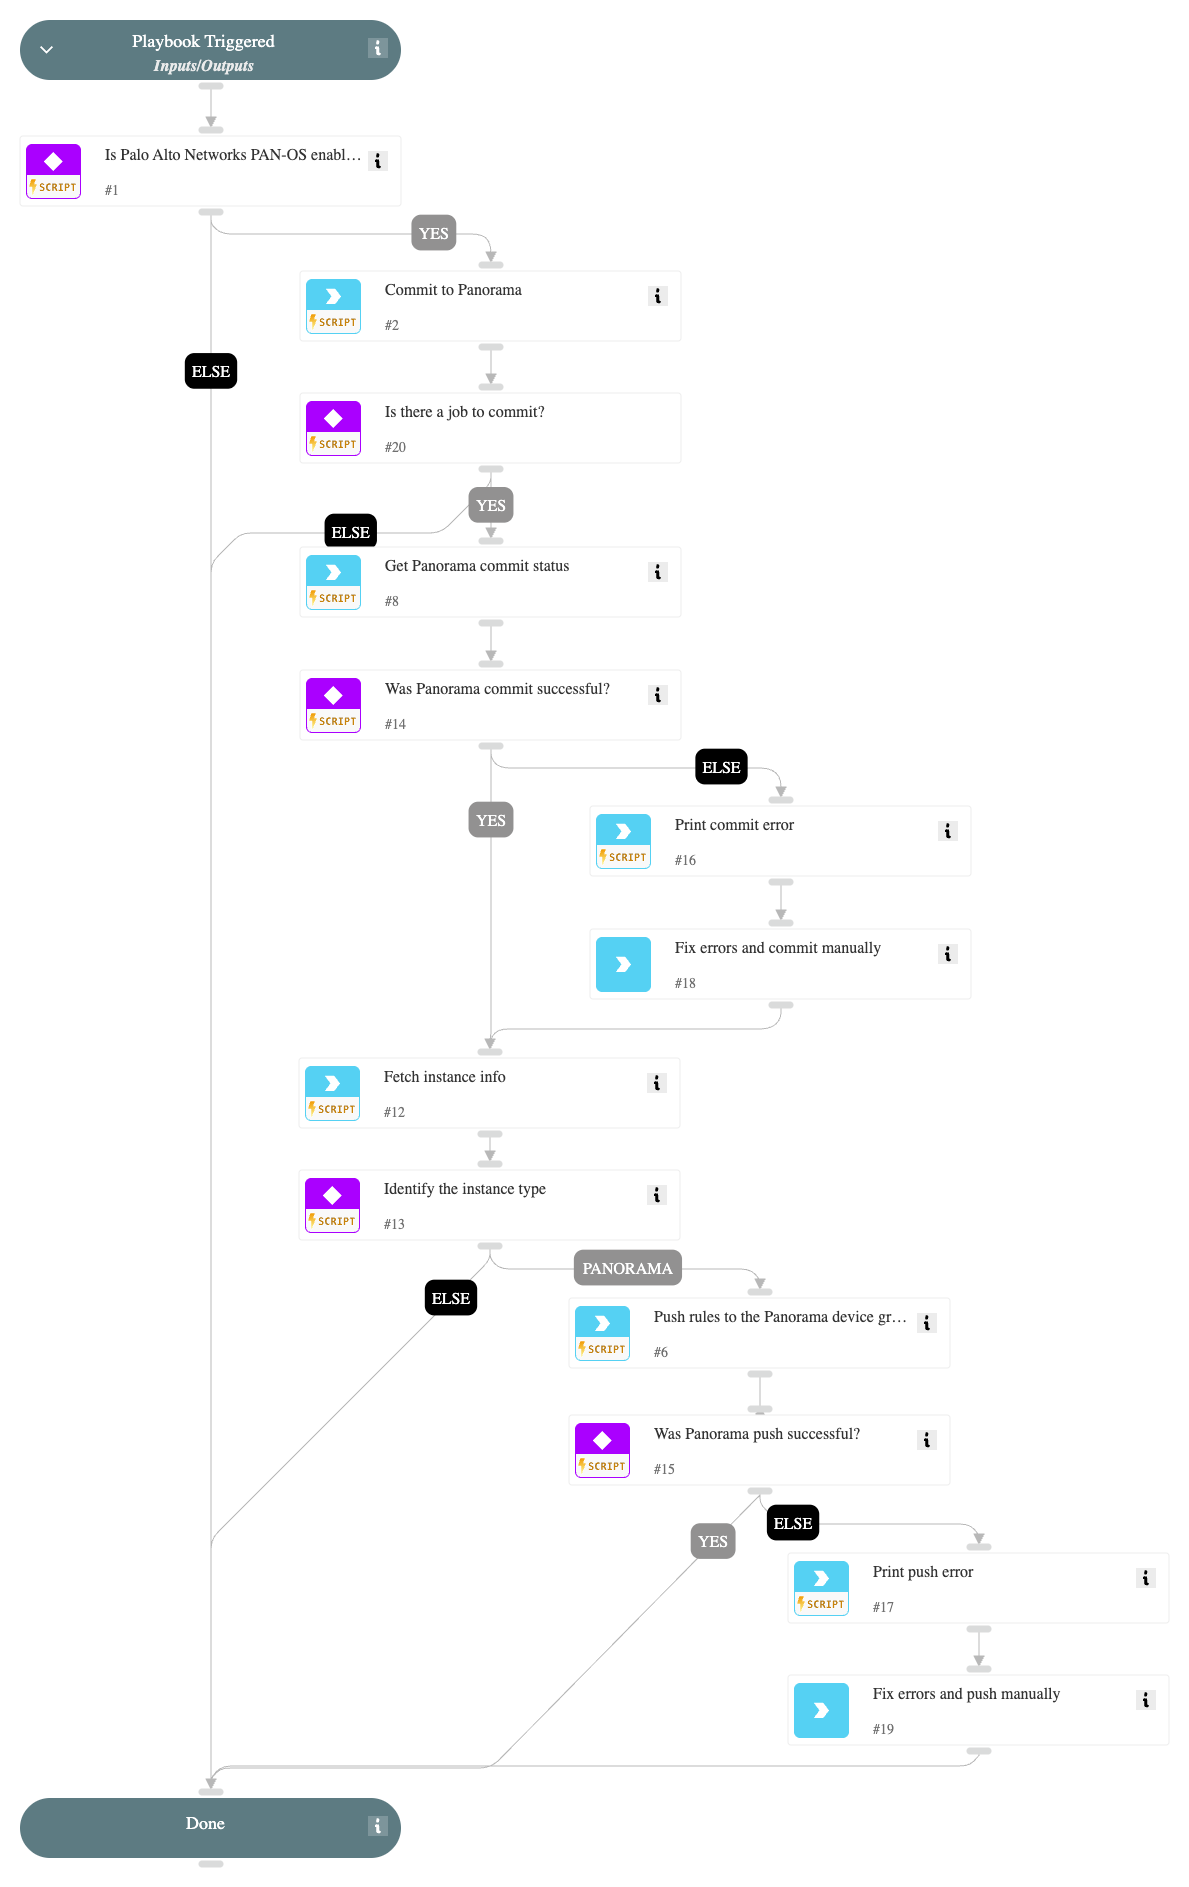 Playbook Triggered
Inputs/Outputs
Is Palo Alto Networks PAN-OS enabl…
SCRIPT
#1
YES
Commit to Panorama
SCRIPT
#2
ELSE
Is there a job to commit?
SCRIPT
#20
YES
ELSE
Get Panorama commit status
SCRIPT
#8
Was Panorama commit successful?
SCRIPT
#14
ELSE
YES
Print commit error
SCRIPT
#16
Fix errors and commit manually
#18
Fetch instance info
SCRIPT
#12
Identify the instance type
SCRIPT
#13
PANORAMA
ELSE
Push rules to the Panorama device gr…
SCRIPT
#6
Was Panorama push successful?
SCRIPT
#15
ELSE
YES
Print push error
SCRIPT
#17
Fix errors and push manually
#19
Done